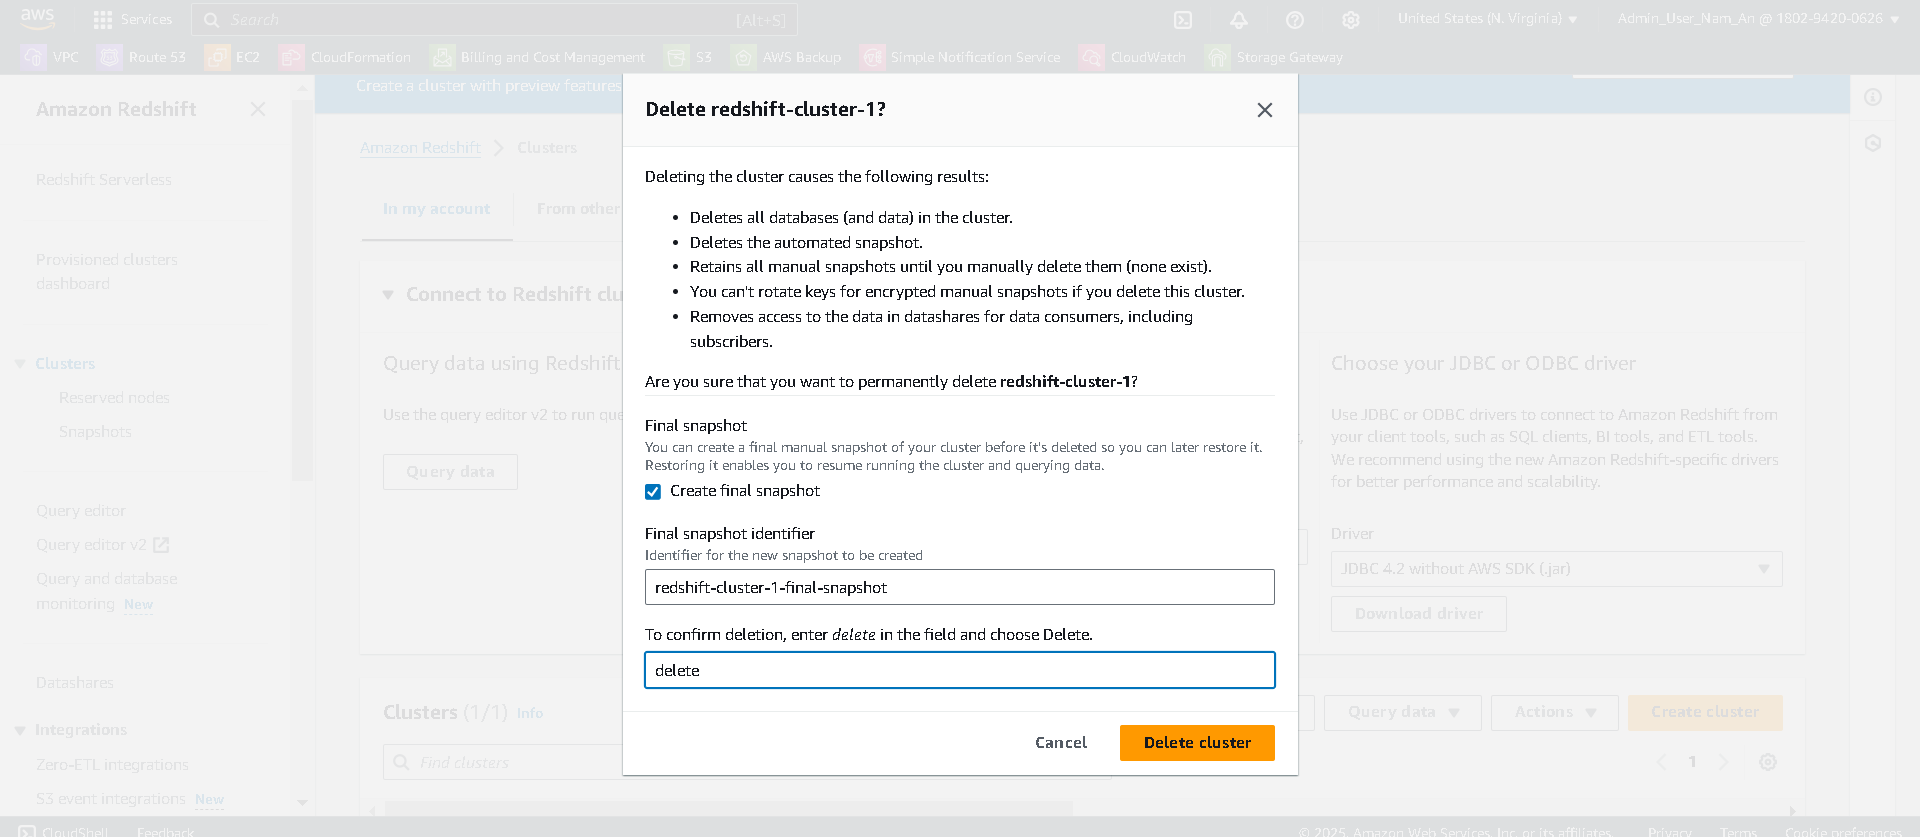 aws
Services
Search
[Alt+S]
United States (N. Virginia)
Admin_User_Nam_An @ 1802-9420-0626
VPC
Route 53
EC2
CloudFormation
Billing and Cost Management
S3
AWS Backup
Simple Notification Service
CloudWatch
Storage Gateway
Amazon Redshift
Redshift Serverless
Provisioned clusters
dashboard
Clusters
Reserved nodes
Snapshots
Query editor
Query editor v2
Query and database
monitoring New
Datashares
Integrations
Zero-ETL integrations
S3 event integrations New
Create a cluster with preview features
Amazon Redshift
Clusters
In my account
From other
Connect to Redshift clu
Query data using Redshift
Use the query editor v2 to run que
Query data
Delete redshift-cluster-1?
Deleting the cluster causes the following results:
• Deletes all databases (and data) in the cluster.
• Deletes the automated snapshot.
• Retains all manual snapshots until you manually delete them (none exist).
• You can't rotate keys for encrypted manual snapshots if you delete this cluster.
• Removes access to the data in datashares for data consumers, including
subscribers.
Are you sure that you want to permanently delete redshift-cluster-1?
Final snapshot
You can create a final manual snapshot of your cluster before it's deleted so you can later restore it.
Restoring it enables you to resume running the cluster and querying data.
Create final snapshot
Final snapshot identifier
Identifier for the new snapshot to be created
redshift-cluster-1-final-snapshot
To confirm deletion, enter delete in the field and choose Delete.
delete
Cancel
Delete cluster
Choose your JDBC or ODBC driver
Use JDBC or ODBC drivers to connect to Amazon Redshift from
your client tools, such as SQL clients, BI tools, and ETL tools.
We recommend using the new Amazon Redshift-specific drivers
for better performance and scalability.
Driver
JDBC 4.2 without AWS SDK (.jar)
Download driver
Clusters (1/1) Info
Query data
Actions
Create cluster
Find clusters
1
CloudShell
Feedback
© 2025, Amazon Web Services, Inc. or its affiliates.
Privacy
Terms
Cookie preferences